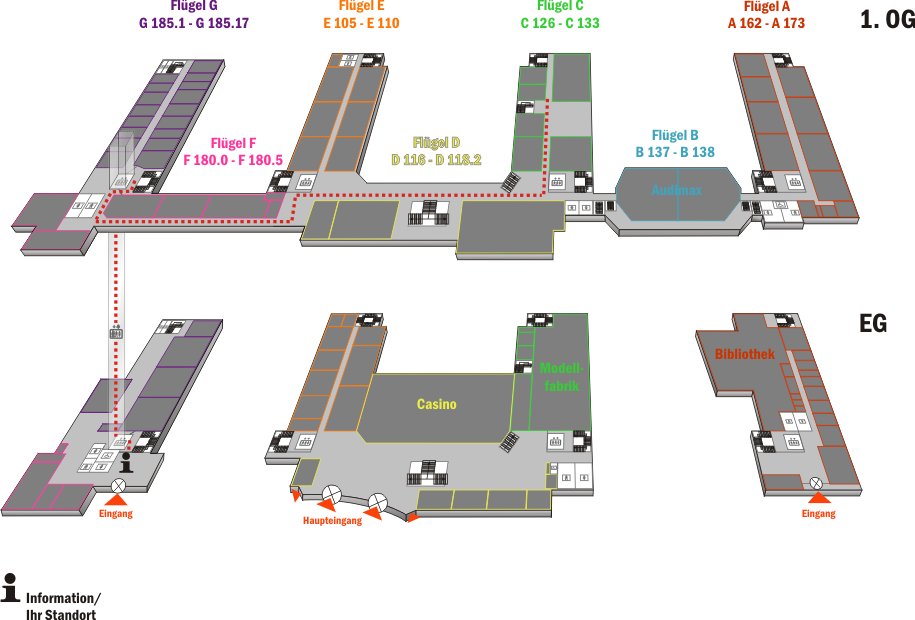 Flügel G
G 185.1 - G 185.17
Flügel E
E 105 - E 110
Flügel C
C 126 - C 133
Flügel A
A 162 - A 173
1. OG
Flügel F
F 180.0 - F 180.5
Flügel D
D 116 - D 118.2
Flügel B
B 137 - B 138
Audimax
EG
Bibliothek
Modell-
fabrik
Casino
Eingang
Haupteingang
Eingang
i
Information/
Ihr Standort